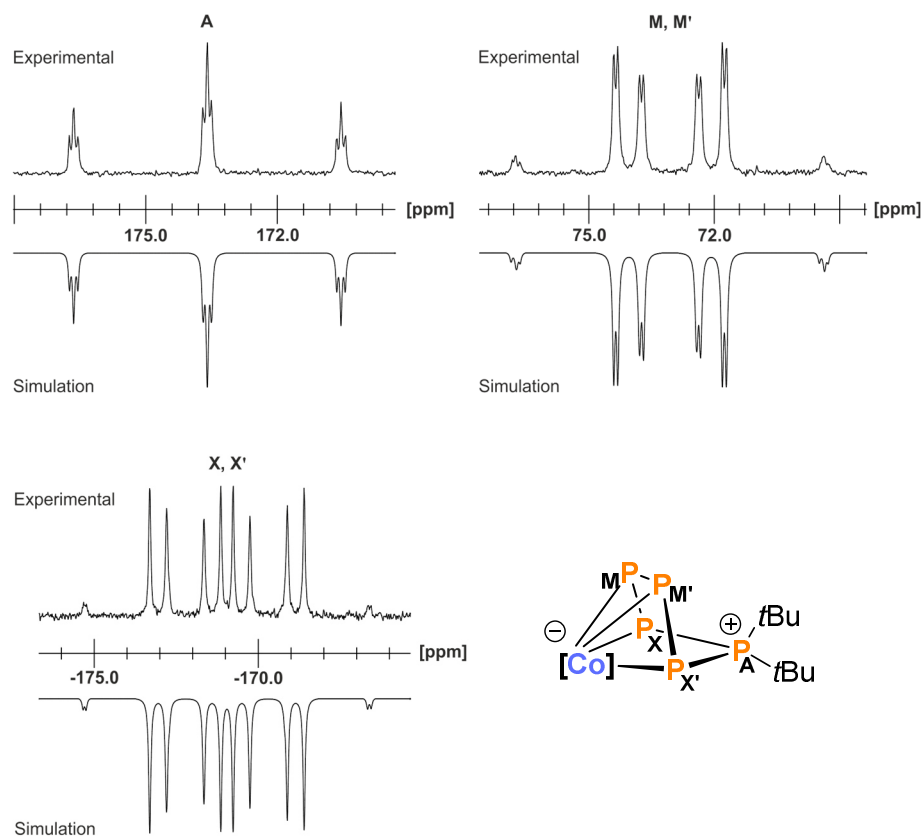 A
Experimental
[ppm]
175.0 172.0
Simulation
M, M'
Experimental
[ppm]
75.0 72.0
Simulation
X, X'
Experimental
[ppm]
-175.0 -170.0
Simulation
M P P M'
− P X + tBu
[Co] P X' P A tBu